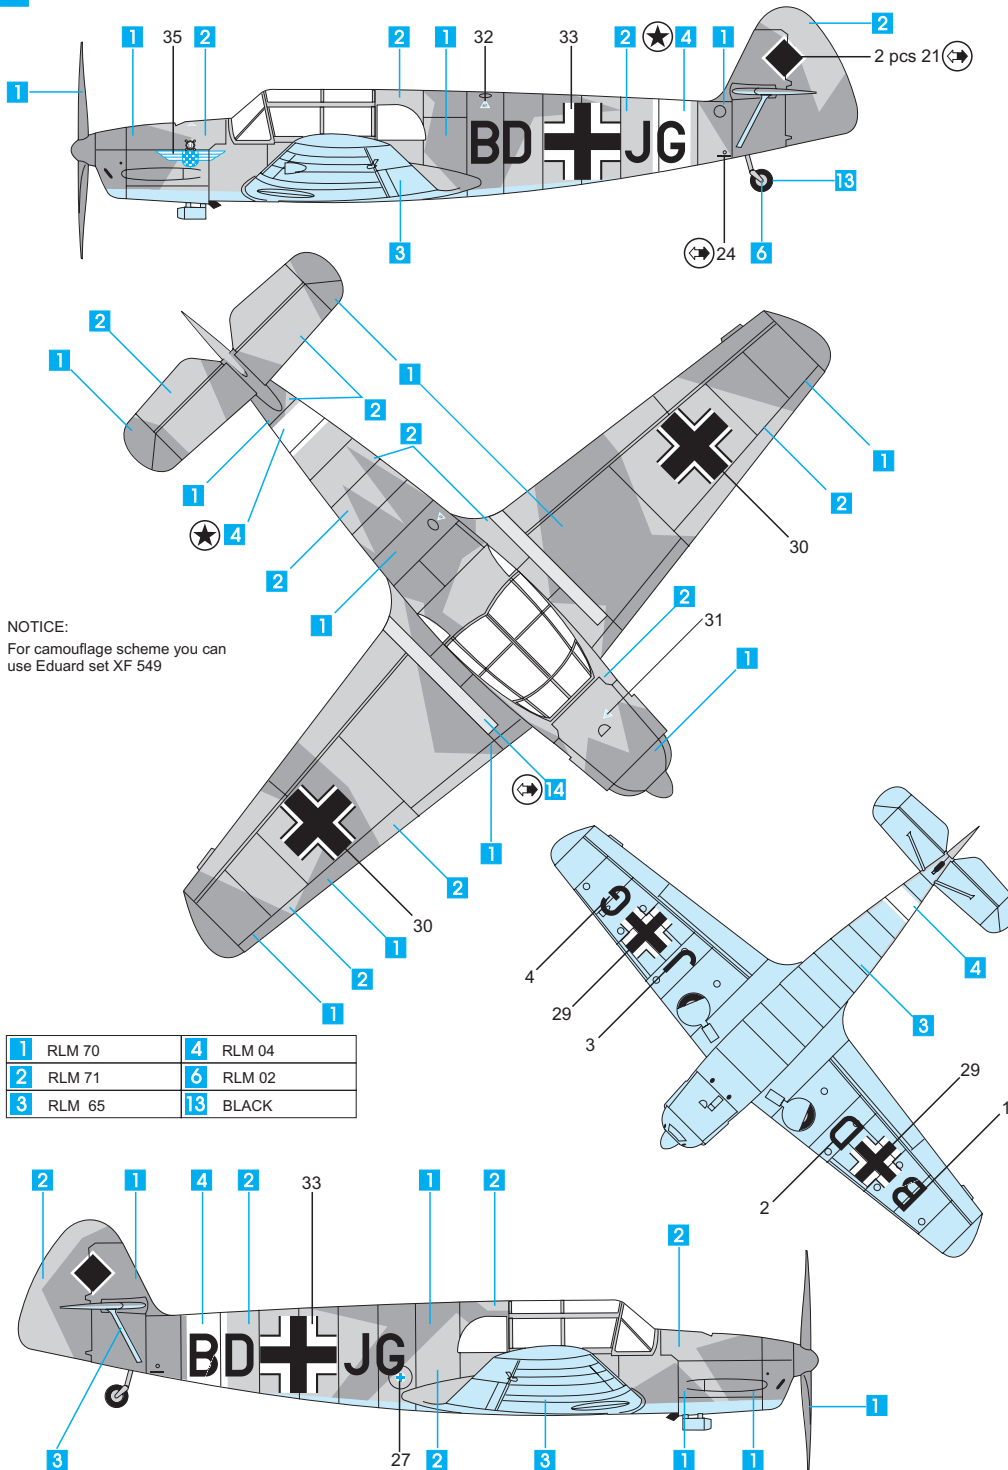 1 35 2 2 1 32 33 2 4 1 2
2 pcs 21
1
BD JG
13
3 24 6
2
1
1
2
2
1
2
1
4
2
30
2
1
2
31
1
NOTICE:
For camouflage scheme you can
use Eduard set XF 549
14
1
2
30
1
2
1
G
J
4
29
3
4
3
29
1
D
B
2
1 RLM 70 4 RLM 04
2 RLM 71 6 RLM 02
3 RLM 65 13 BLACK
2 1 4 2 33 1 2
2
BD JG
1
3 27 2 3 1 1